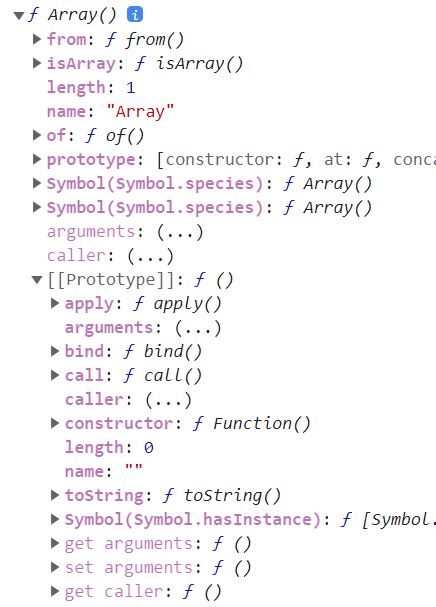 ▼ƒ Array() i
▶ from: ƒ from()
▶ isArray: ƒ isArray()
length: 1
name: "Array"
▶ of: ƒ of()
▶ prototype: [constructor: ƒ, at: ƒ, conca
▶ Symbol(Symbol.species): ƒ Array()
▶ Symbol(Symbol.species): ƒ Array()
arguments: (...)
caller: (...)
▼ [[Prototype]]: ƒ ()
▶ apply: ƒ apply()
arguments: (...)
▶ bind: ƒ bind()
▶ call: ƒ call()
caller: (...)
▶ constructor: ƒ Function()
length: 0
name: ""
▶ toString: ƒ toString()
▶ Symbol(Symbol.hasInstance): ƒ [Symbol.
▶ get arguments: ƒ ()
▶ set arguments: ƒ ()
▶ get caller: ƒ ()